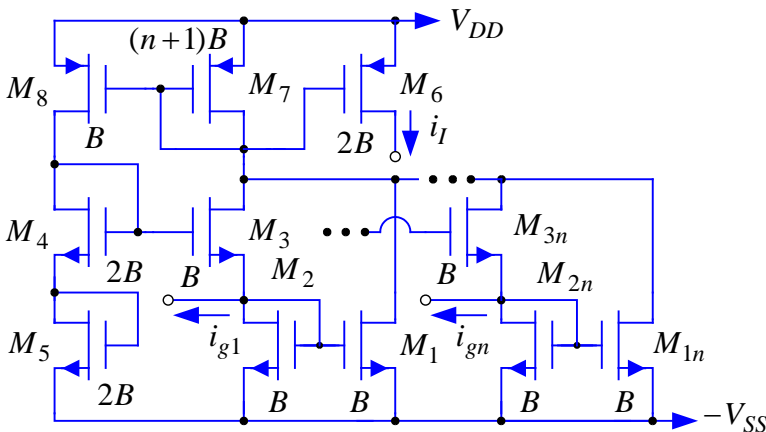 V_DD
(n+1)B
M_8
M_7
M_6
B
2B
i_I
M_4
M_3
M_3n
2B
B
M_2
B
M_2n
i_g1
i_gn
M_5
M_1
M_1n
2B
B
B
B
B
−V_SS